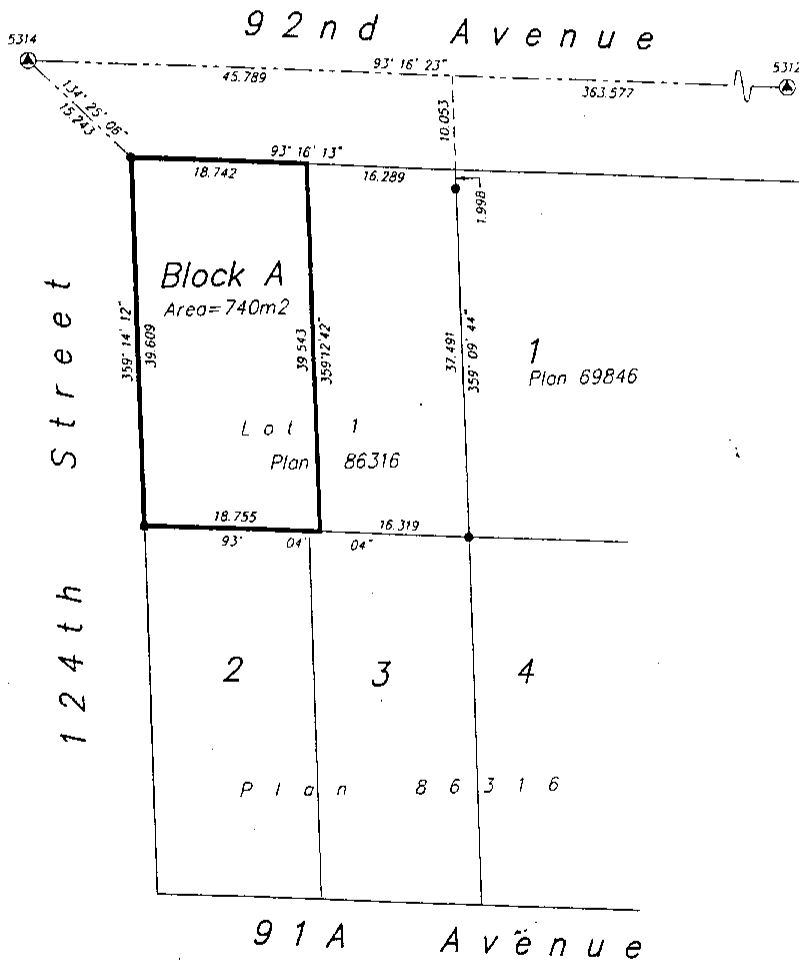 92nd Avenue
5314
5312
93° 16' 23"
45.789
363.577
134° 25' 06"
15.243
10.053
93° 16' 13"
18.742
16.289
1.998
Block A
Area=740m2
359° 14' 12"
39.609
39.543
359°12'42"
37.491
359° 09' 44"
1
Plan 69846
Lot 1
Plan 86316
18.755
16.319
93° 04' 04"
124th Street
2
3
4
Plan 86316
91A Avenue